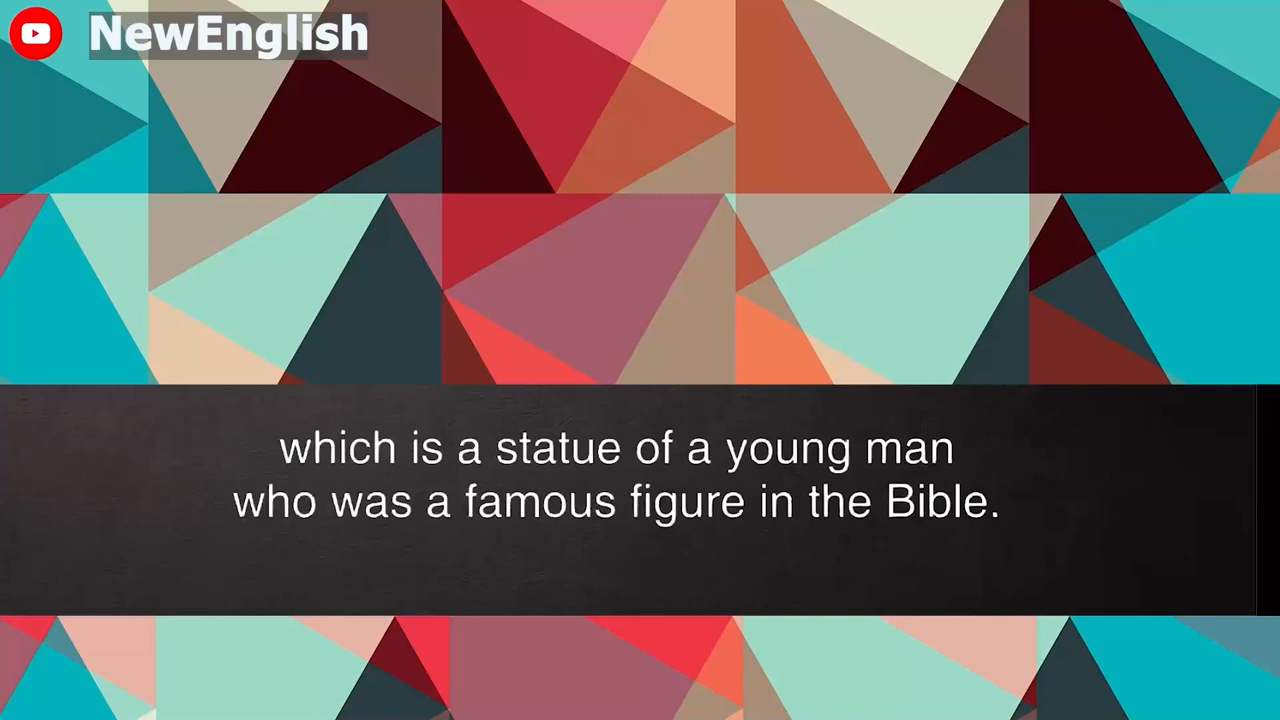 NewEnglish
which is a statue of a young man
who was a famous figure in the Bible.